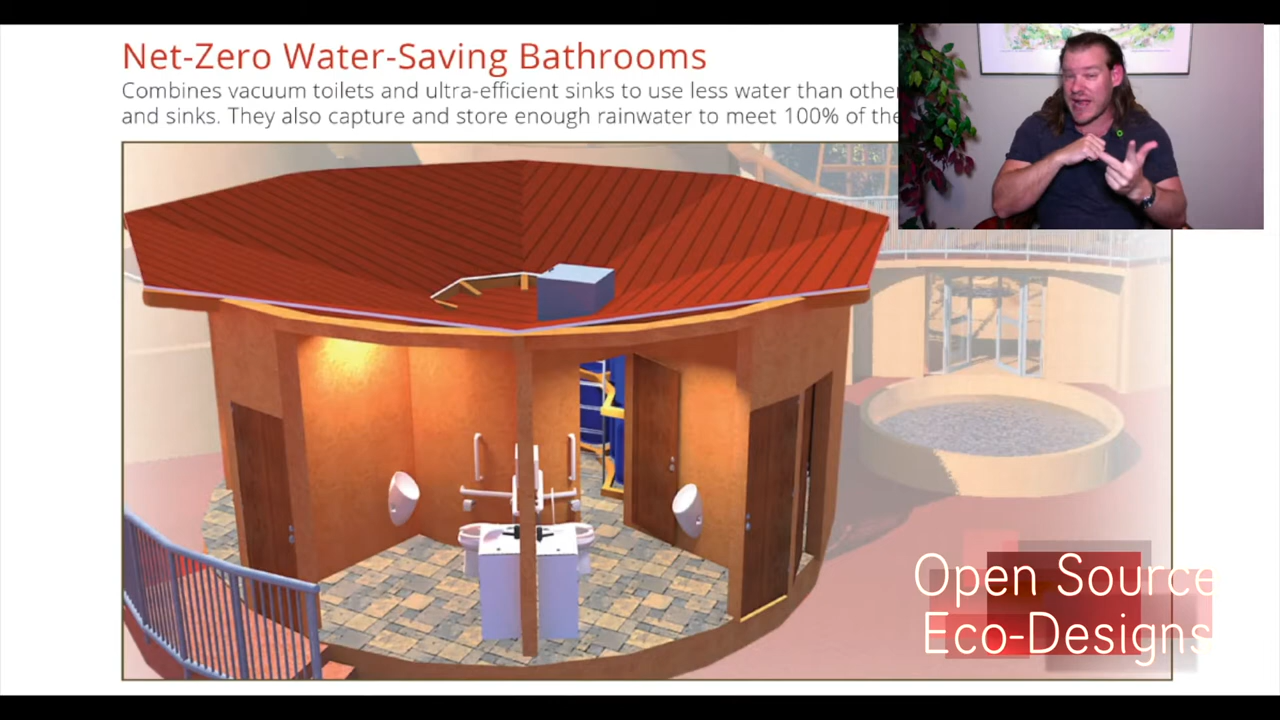 Net-Zero Water-Saving Bathrooms
Combines vacuum toilets and ultra-efficient sinks to use less water than other
and sinks. They also capture and store enough rainwater to meet 100% of the
Open Source
Eco-Designs